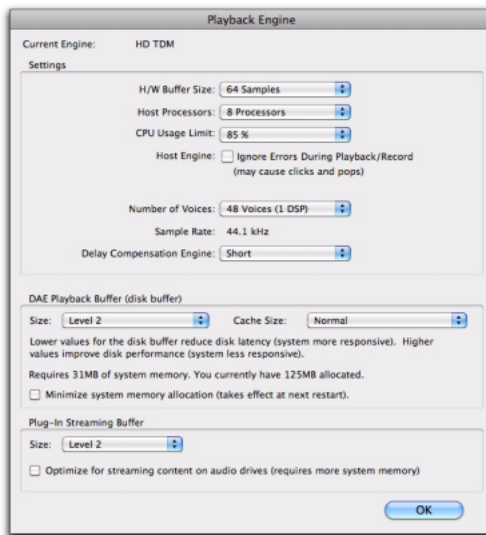 Playback Engine
Current Engine: HD TDM
Settings
H/W Buffer Size: 64 Samples
Host Processors: 8 Processors
CPU Usage Limit: 85 %
Host Engine: Ignore Errors During Playback/Record
(may cause clicks and pops)
Number of Voices: 48 Voices (1 DSP)
Sample Rate: 44.1 kHz
Delay Compensation Engine: Short
DAE Playback Buffer (disk buffer)
Size: Level 2 Cache Size: Normal
Lower values for the disk buffer reduce disk latency (system more responsive). Higher
values improve disk performance (system less responsive).
Requires 31MB of system memory. You currently have 125MB allocated.
Minimize system memory allocation (takes effect at next restart).
Plug-In Streaming Buffer
Size: Level 2
Optimize for streaming content on audio drives (requires more system memory)
OK